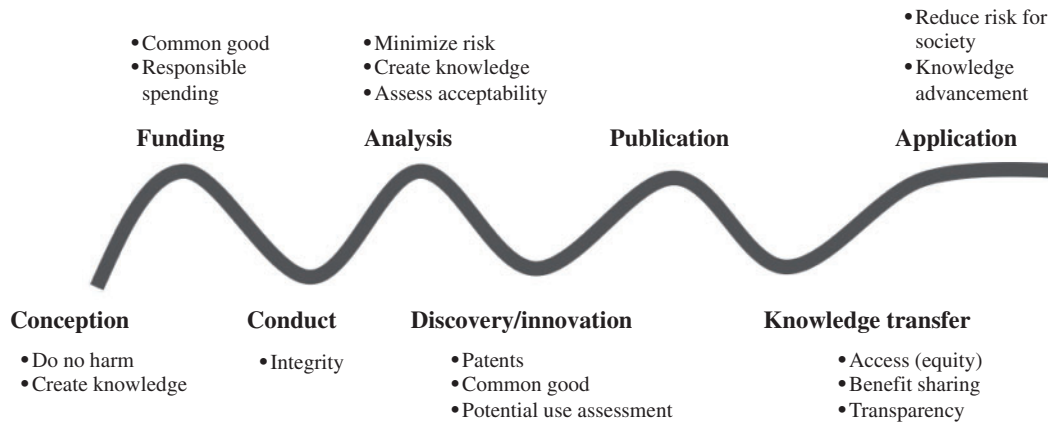 • Common good
• Responsible
spending
Funding
• Minimize risk
• Create knowledge
• Assess acceptability
Analysis
Publication
• Reduce risk for
society
• Knowledge
advancement
Application
Conception
• Do no harm
• Create knowledge
Conduct
• Integrity
Discovery/innovation
• Patents
• Common good
• Potential use assessment
Knowledge transfer
• Access (equity)
• Benefit sharing
• Transparency